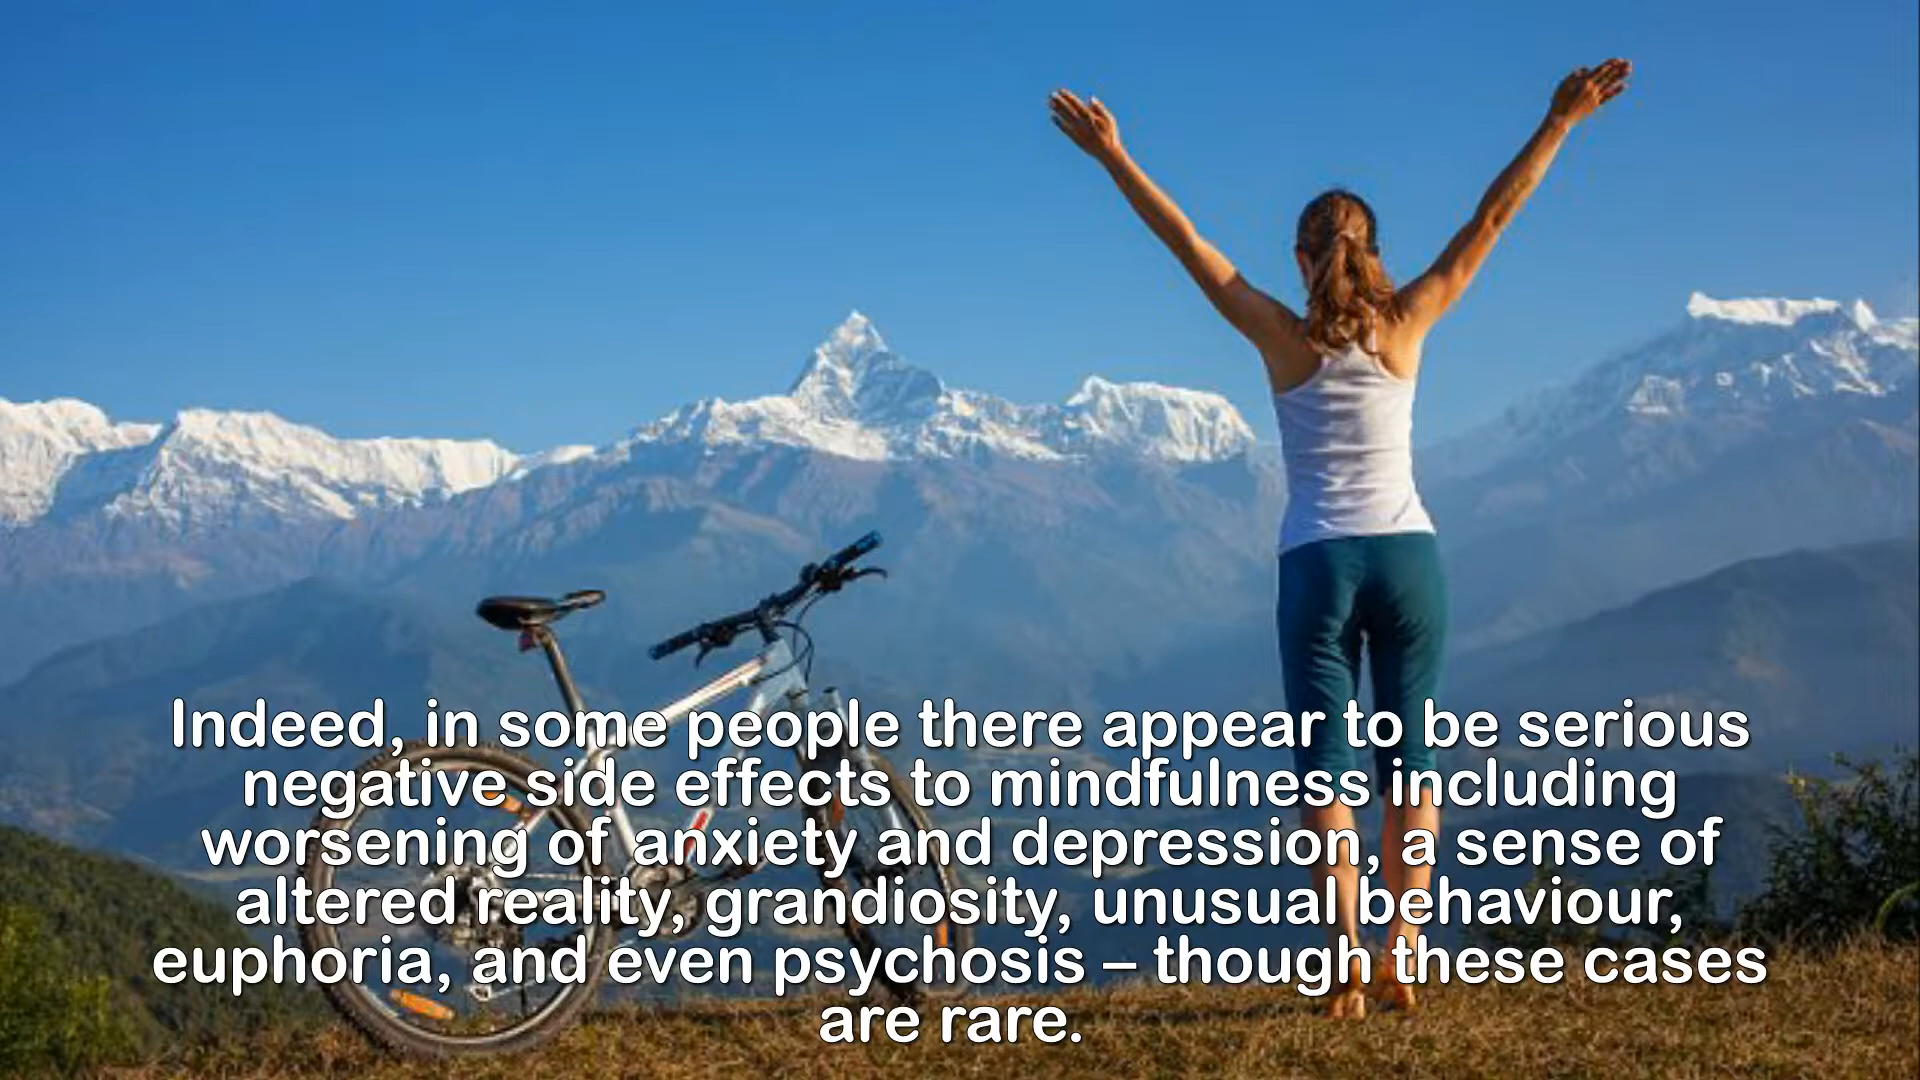 Indeed, in some people there appear to be serious
negative side effects to mindfulness including
worsening of anxiety and depression, a sense of
altered reality, grandiosity, unusual behaviour,
euphoria, and even psychosis – though these cases
are rare.